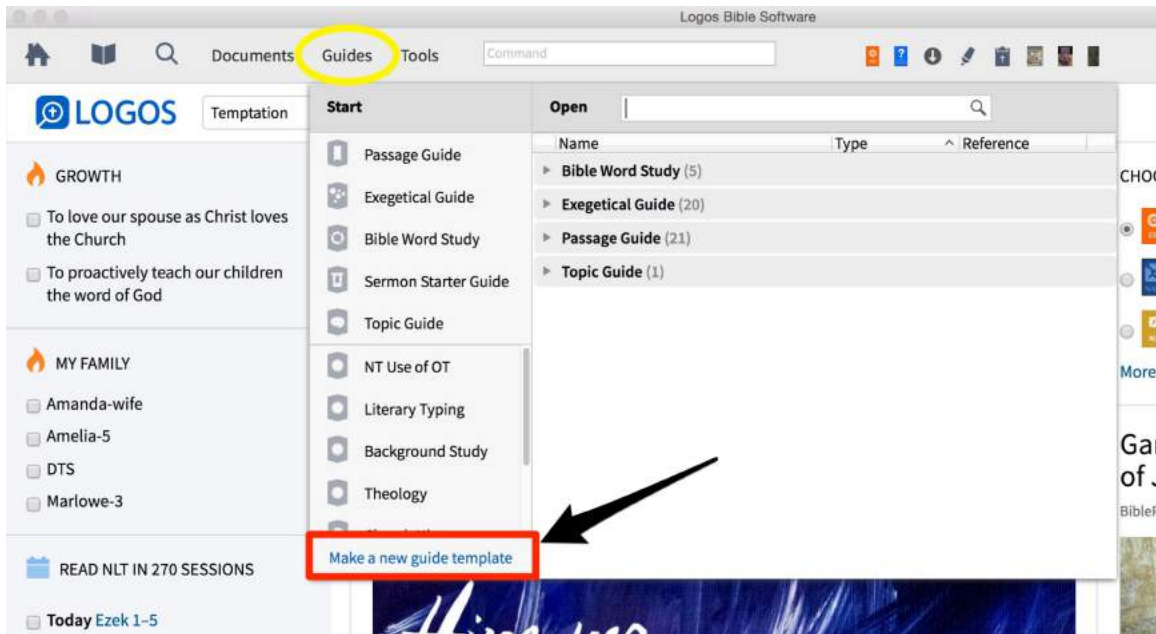 Logos Bible Software
Documents Guides Tools Command
LOGOS Temptation
Start
Passage Guide
Exegetical Guide
Bible Word Study
Sermon Starter Guide
Topic Guide
NT Use of OT
Literary Typing
Background Study
Theology
Make a new guide template
Open
Name Type Reference
Bible Word Study (5)
Exegetical Guide (20)
Passage Guide (21)
Topic Guide (1)
GROWTH
To love our spouse as Christ loves
the Church
To proactively teach our children
the word of God
MY FAMILY
Amanda-wife
Amelia-5
DTS
Marlowe-3
READ NLT IN 270 SESSIONS
Today Ezek 1–5
More
of